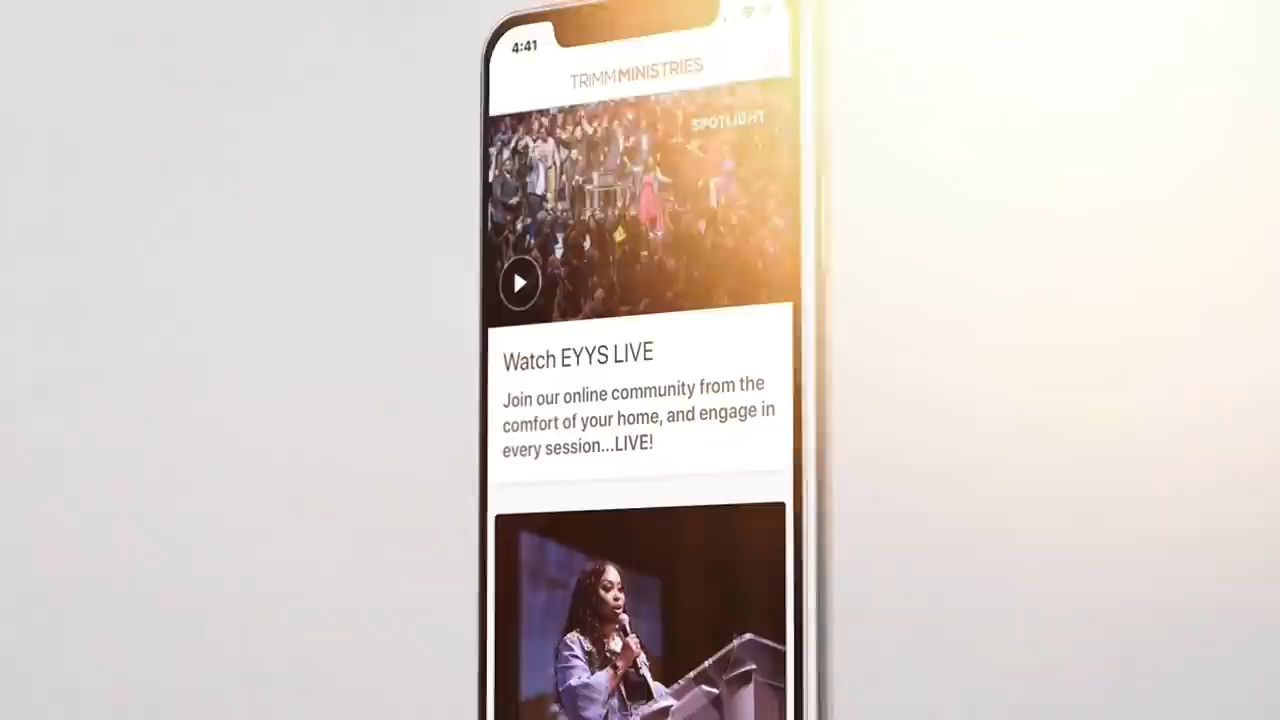 4:41
TRIMM MINISTRIES
SPOTLIGHT
Watch EYYS LIVE
Join our online community from the
comfort of your home, and engage in
every session...LIVE!